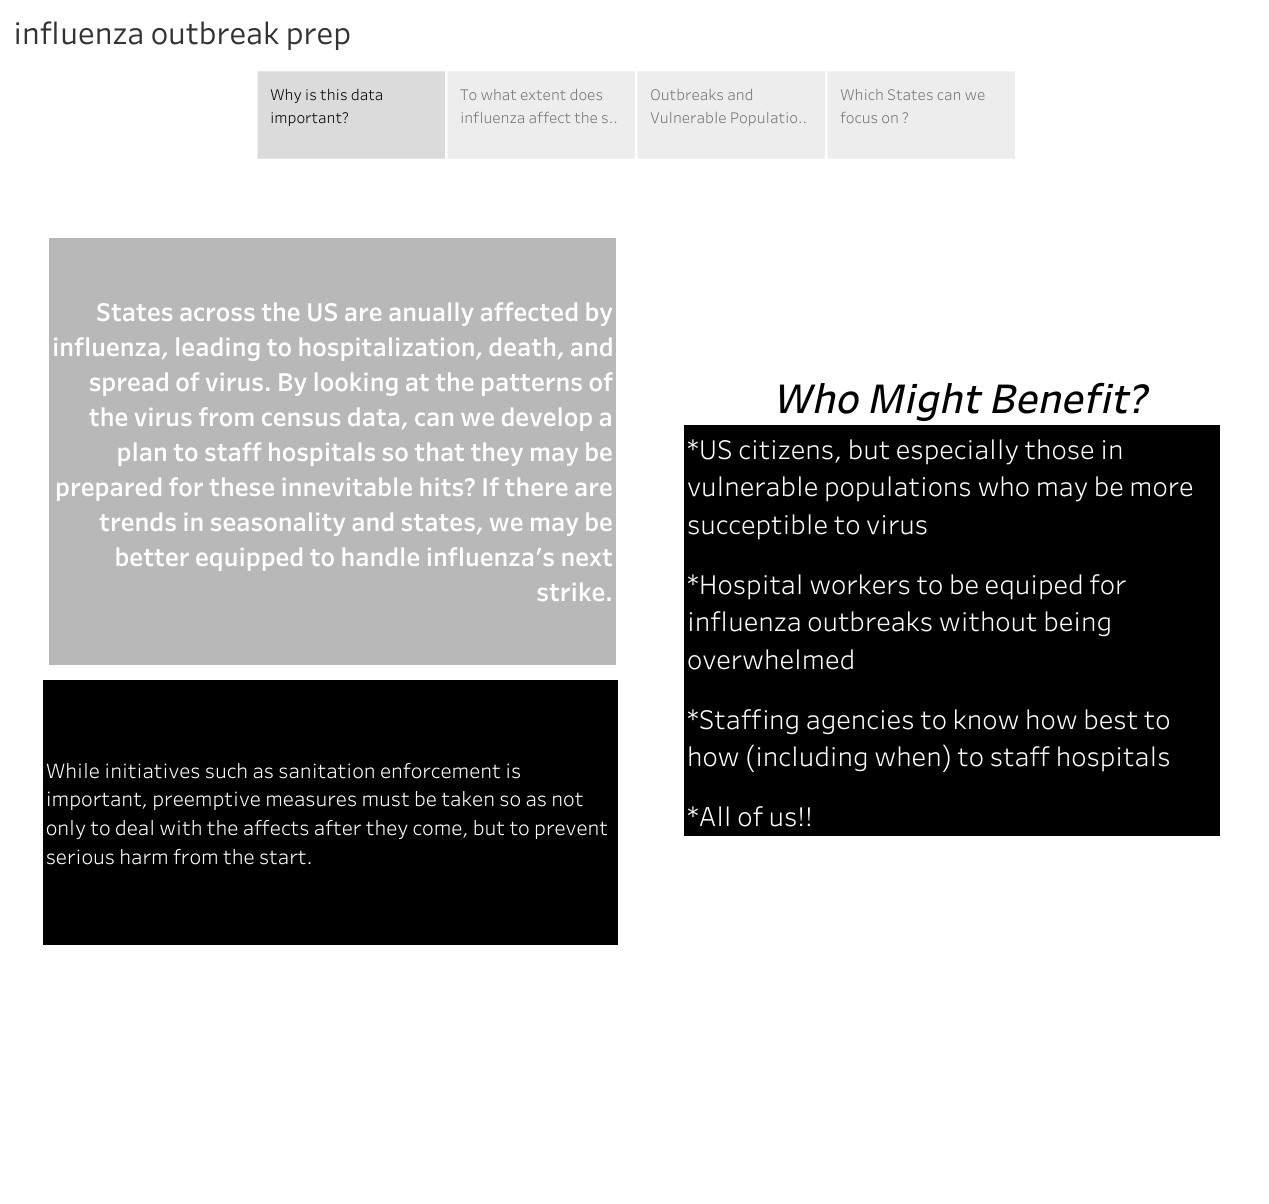 influenza outbreak prep
Why is this data
important?
To what extent does
influenza affect the s..
Outbreaks and
Vulnerable Populatio..
Which States can we
focus on ?
States across the US are anually affected by
influenza, leading to hospitalization, death, and
spread of virus. By looking at the patterns of
the virus from census data, can we develop a
plan to staff hospitals so that they may be
prepared for these innevitable hits? If there are
trends in seasonality and states, we may be
better equipped to handle influenza's next
strike.
While initiatives such as sanitation enforcement is
important, preemptive measures must be taken so as not
only to deal with the affects after they come, but to prevent
serious harm from the start.
Who Might Benefit?
*US citizens, but especially those in
vulnerable populations who may be more
succeptible to virus
*Hospital workers to be equiped for
influenza outbreaks without being
overwhelmed
*Staffing agencies to know how best to
how (including when) to staff hospitals
*All of us!!